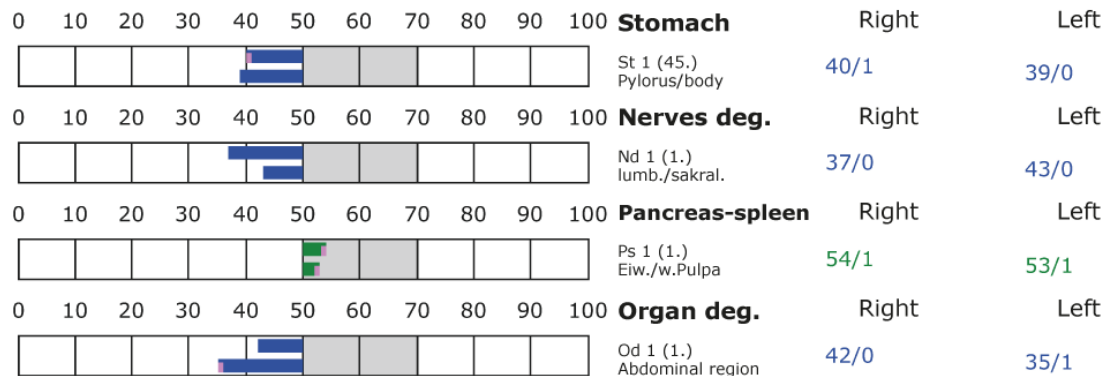 0 10 20 30 40 50 60 70 80 90 100 Stomach Right Left
St 1 (45.) 40/1 39/0
Pylorus/body
0 10 20 30 40 50 60 70 80 90 100 Nerves deg. Right Left
Nd 1 (1.) 37/0 43/0
lumb./sakral.
0 10 20 30 40 50 60 70 80 90 100 Pancreas-spleen Right Left
Ps 1 (1.) 54/1 53/1
Eiw./w.Pulpa
0 10 20 30 40 50 60 70 80 90 100 Organ deg. Right Left
Od 1 (1.) 42/0 35/1
Abdominal region